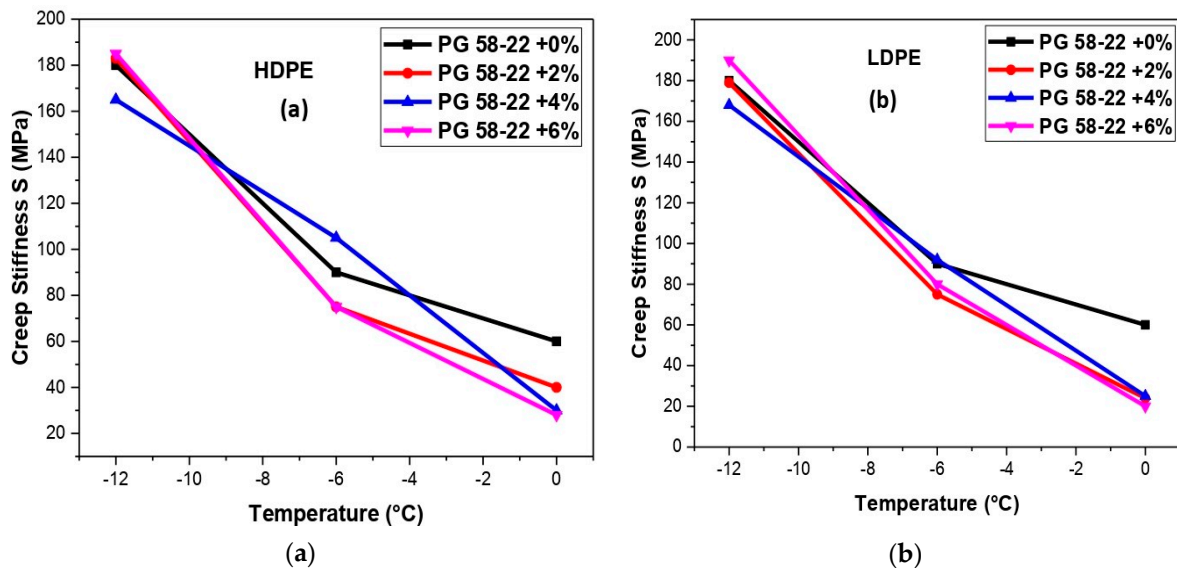 200
180
160
140
120
100
80
60
40
20
Creep Stiffness S (MPa)
HDPE
(a)
PG 58-22 +0%
PG 58-22 +2%
PG 58-22 +4%
PG 58-22 +6%
-12 -10 -8 -6 -4 -2 0
Temperature (°C)
(a)
200
180
160
140
120
100
80
60
40
20
0
Creep Stiffness S (MPa)
LDPE
(b)
PG 58-22 +0%
PG 58-22 +2%
PG 58-22 +4%
PG 58-22 +6%
-12 -10 -8 -6 -4 -2 0
Temperature (°C)
(b)